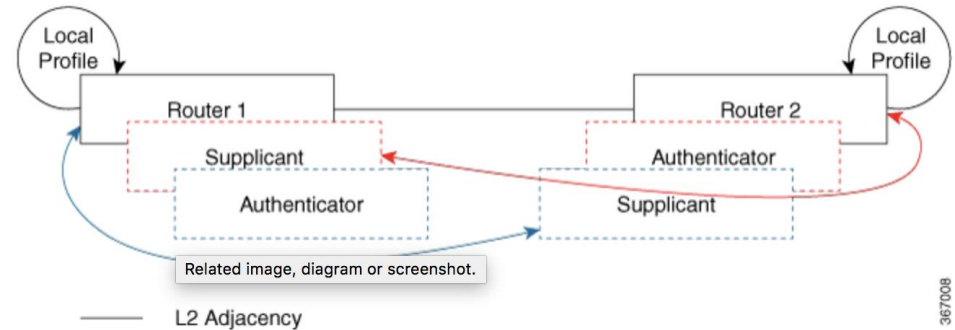 Local
Profile
Local
Profile
Router 1
Router 2
Supplicant
Authenticator
Authenticator
Supplicant
Related image, diagram or screenshot.
L2 Adjacency
367008